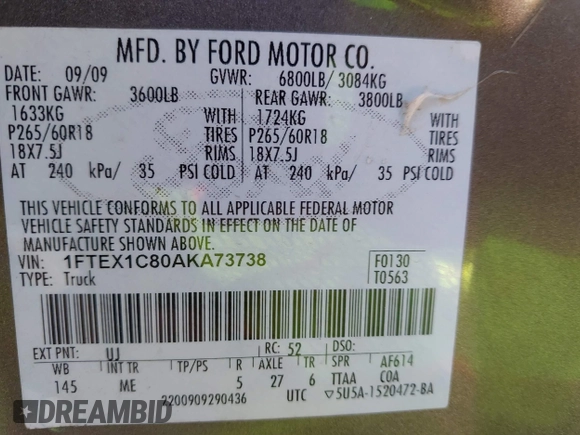 MFD. BY FORD MOTOR CO.
DATE: 09/09 GVWR: 6800LB/ 3084KG
FRONT GAWR: 3600LB REAR GAWR: 3800LB
1633KG WITH 1724KG WITH
P265/60R18 TIRES P265/60R18 TIRES
18X7.5J RIMS 18X7.5J RIMS
AT 240 kPa/ 35 PSI COLD AT 240 kPa/ 35 PSI COLD
THIS VEHICLE CONFORMS TO ALL APPLICABLE FEDERAL MOTOR
VEHICLE SAFETY STANDARDS IN EFFECT ON THE DATE OF
MANUFACTURE SHOWN ABOVE.
VIN: 1FTEX1C80AKA73738 F0130
TYPE: Truck T0563
EXT PNT: UJ RC: 52 DSO:
WB INT TR TP/PS R AXLE TR SPR AF614
145 ME 5 27 6 TTAA COA
2200909290436 UTC ▽5U5A-1520472-BA
DREAMBID